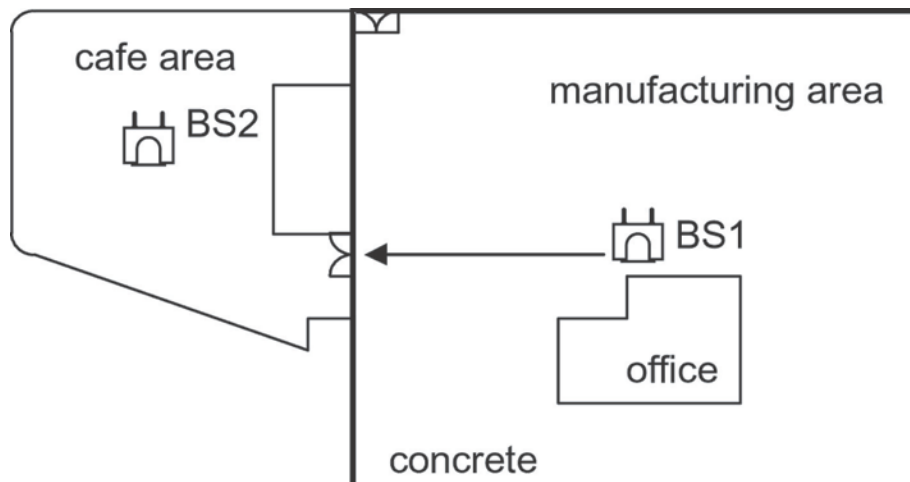 cafe area
manufacturing area
BS2
BS1
office
concrete